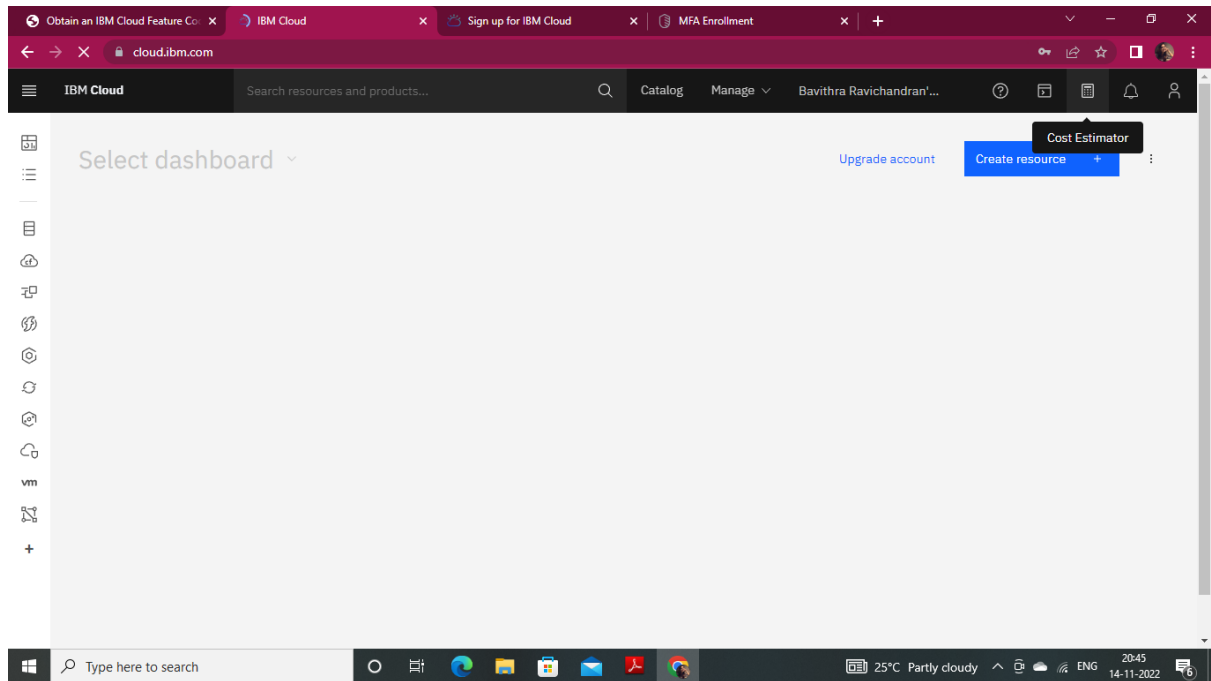 Obtain an IBM Cloud Feature Co
IBM Cloud
Sign up for IBM Cloud
MFA Enrollment
cloud.ibm.com
IBM Cloud
Search resources and products...
Catalog
Manage
Bavithra Ravichandran'...
Cost Estimator
Select dashboard
Upgrade account
Create resource +
cf
vm
Type here to search
25°C Partly cloudy
ENG
20:45
14-11-2022
6